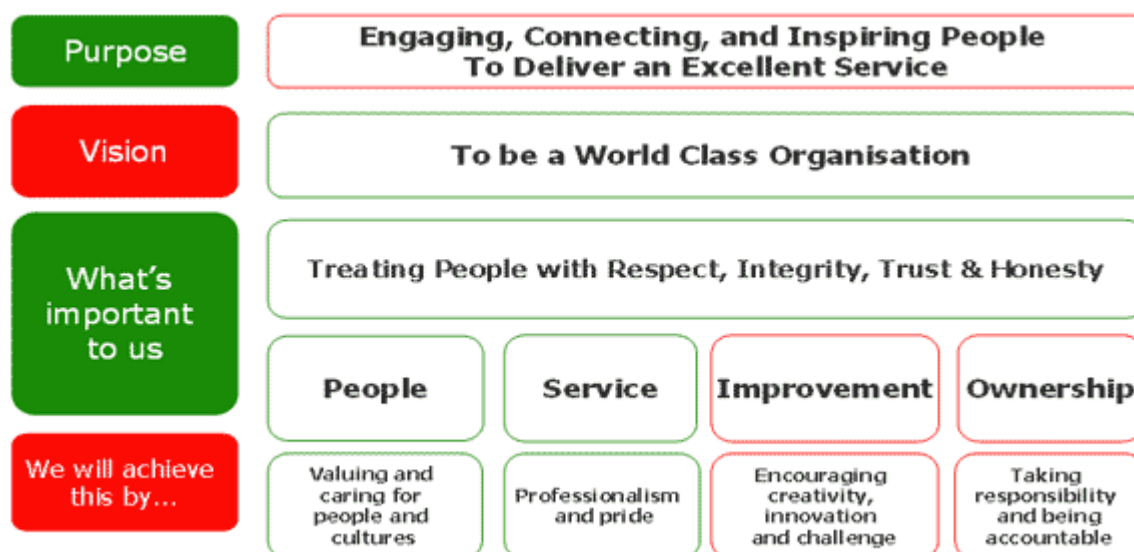 Purpose
Engaging, Connecting, and Inspiring People
To Deliver an Excellent Service
Vision
To be a World Class Organisation
What's
important
to us
Treating People with Respect, Integrity, Trust & Honesty
People
Service
Improvement
Ownership
We will achieve
this by...
Valuing and
caring for
people and
cultures
Professionalism
and pride
Encouraging
creativity,
innovation
and challenge
Taking
responsibility
and being
accountable